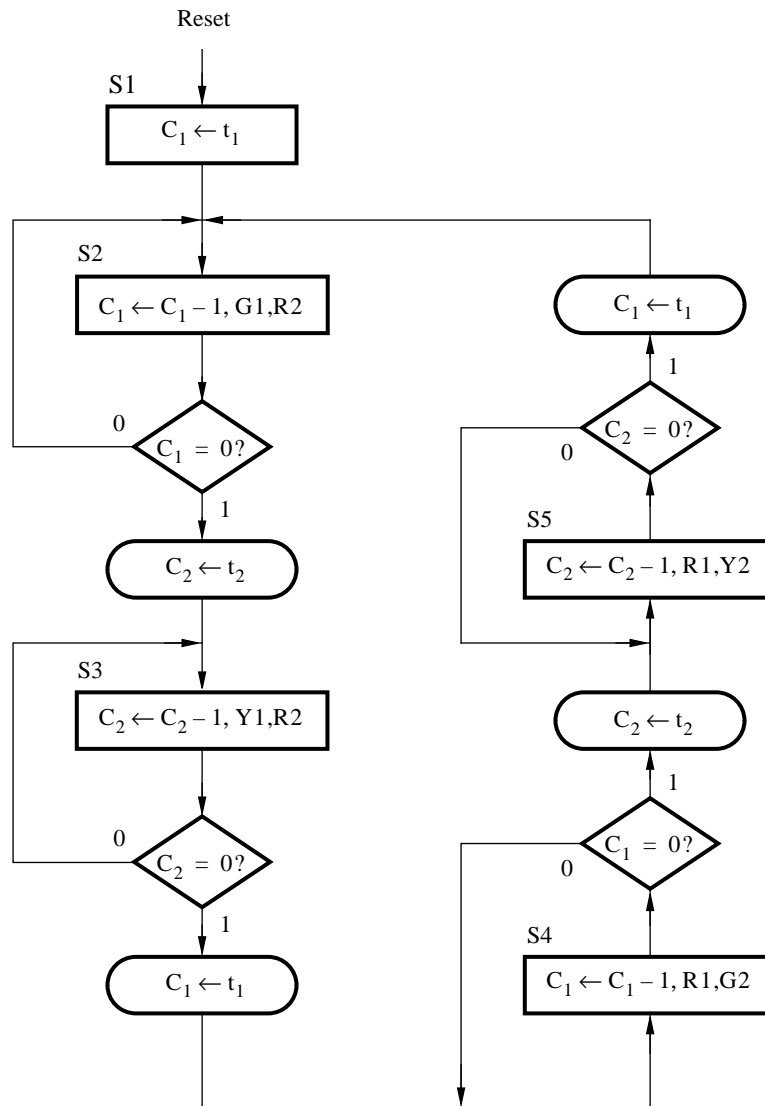 Reset
S1
C₁ ← t₁
S2
C₁ ← C₁ – 1, G1,R2
0
C₁ = 0?
1
C₂ ← t₂
S3
C₂ ← C₂ – 1, Y1,R2
0
C₂ = 0?
1
C₁ ← t₁
C₁ ← t₁
1
C₂ = 0?
0
S5
C₂ ← C₂ – 1, R1,Y2
C₂ ← t₂
1
C₁ = 0?
0
S4
C₁ ← C₁ – 1, R1,G2